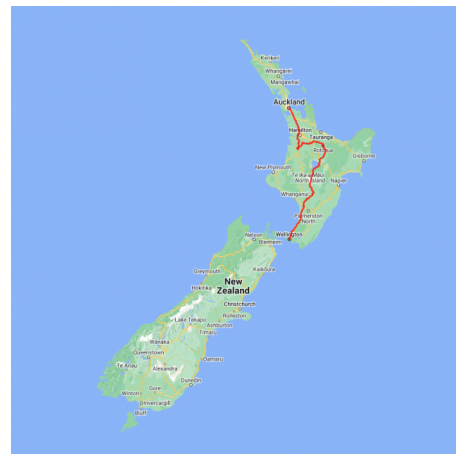 Kerikeri
Whangarei
Mangawhai
Auckland
Hamilton
Tauranga
Rotorua
Gisborne
New Plymouth
Te Ika-a-Māui
North Island
Napier
Whanganui
Palmerston
North
Wellington
Nelson
Blenheim
Greymouth
Kaikōura
Hokitika
New
Zealand
Christchurch
Rolleston
Lake Tekapo
Ashburton
Timaru
Wānaka
Queenstown
Oamaru
Te Anau
Alexandra
Gore
Dunedin
Winton
Invercargill
Bluff